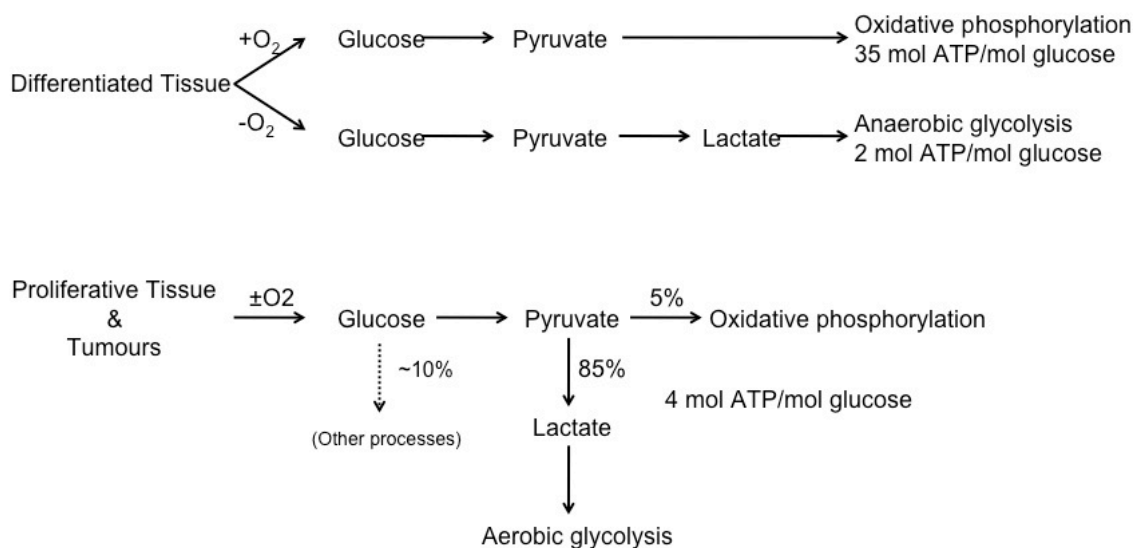 Differentiated Tissue
+O₂
Glucose
Pyruvate
Oxidative phosphorylation
35 mol ATP/mol glucose
-O₂
Glucose
Pyruvate
Lactate
Anaerobic glycolysis
2 mol ATP/mol glucose
Proliferative Tissue
&
Tumours
±O2
Glucose
Pyruvate
5%
Oxidative phosphorylation
~10%
(Other processes)
85%
4 mol ATP/mol glucose
Lactate
Aerobic glycolysis